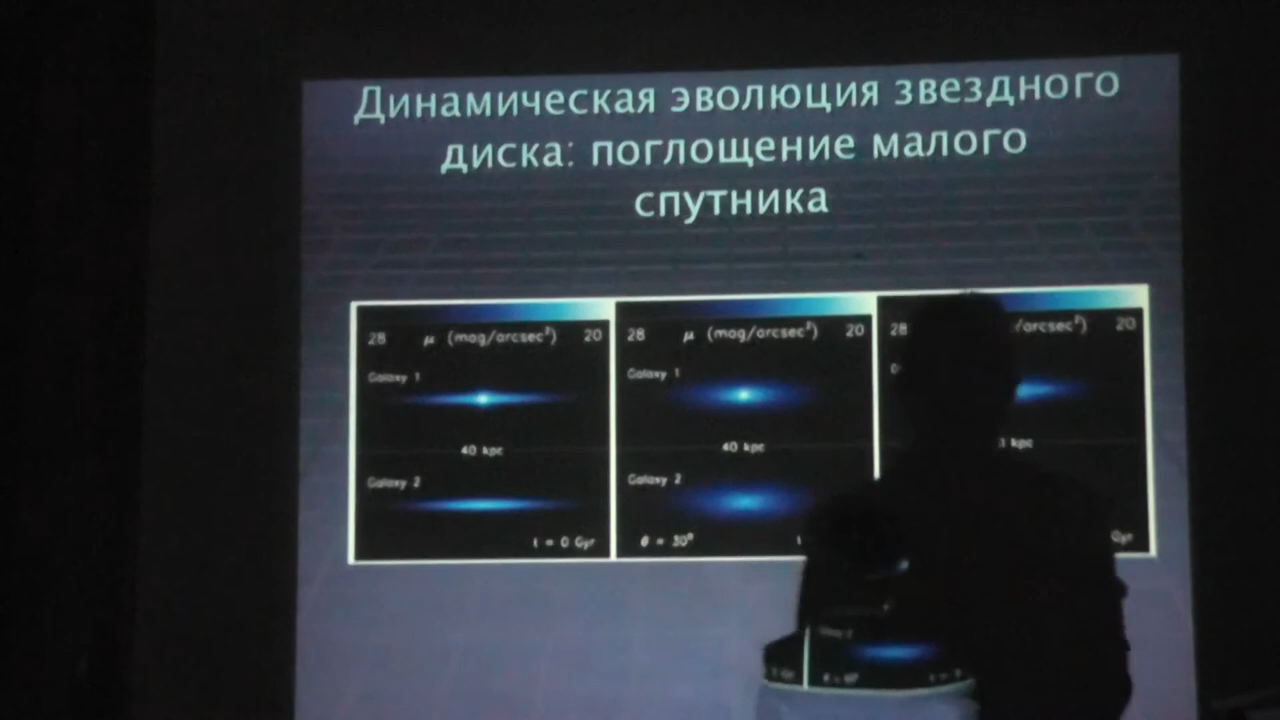 Динамическая эволюция звездного
диска: поглощение малого
спутника
28 μ (mag/arcsec²) 20
Galaxy 1
40 kpc
Galaxy 2
t = 0 Gyr
28 μ (mag/arcsec²) 20
Galaxy 1
40 kpc
Galaxy 2
θ = 30°
28 /arcsec²) 20
kpc
Gyr